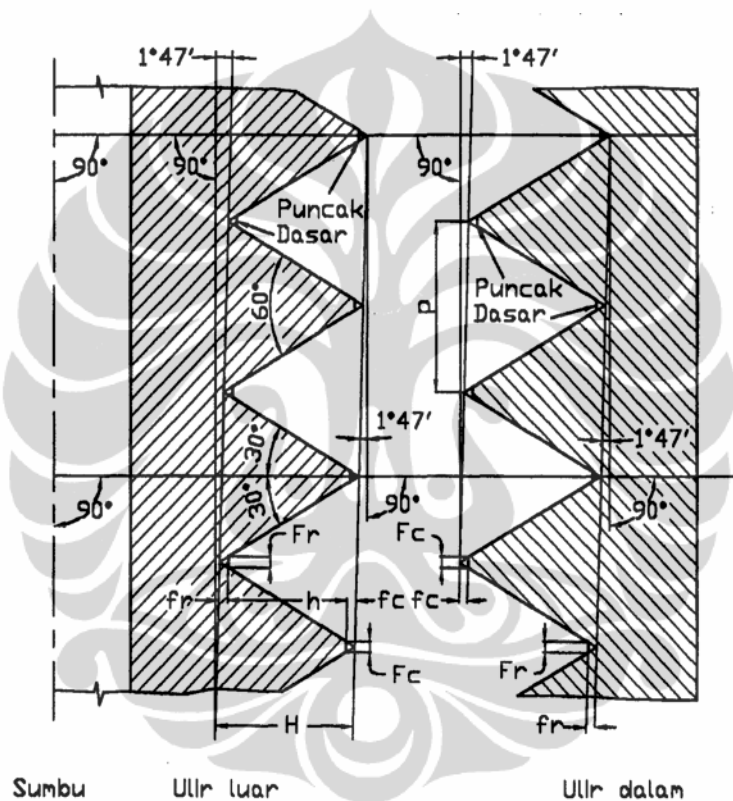 1°47′ 1°47′
90° 90° 90°
Puncak
Dasar
Puncak
Dasar
60°
P
1°47′
1°47′
30°
30°
90° 90° 90°
Fr Fc
fr h fc fc
Fc Fr
H fr
Sumbu Ulir luar Ulir dalam